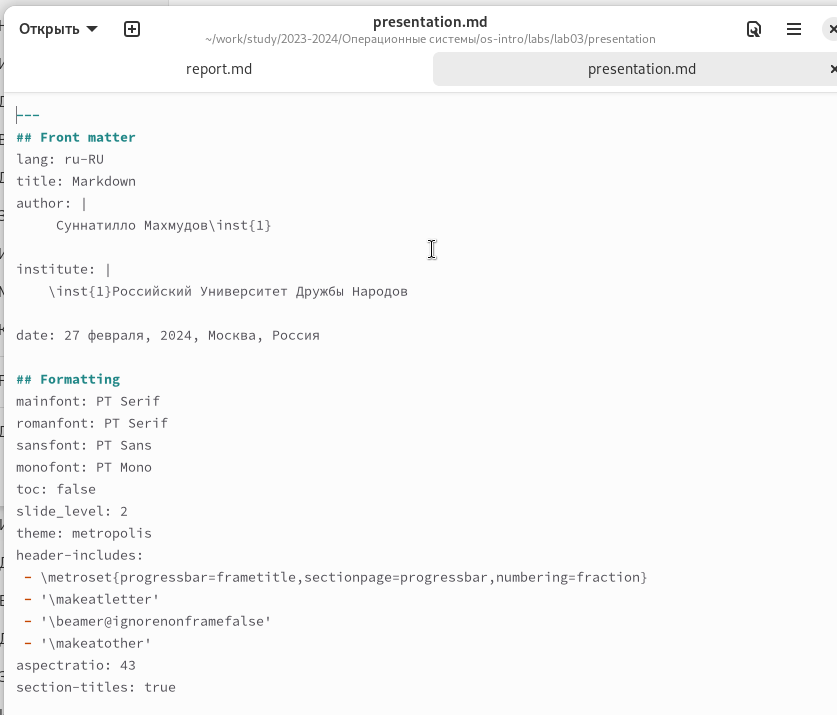 Открыть
presentation.md
~/work/study/2023-2024/Операционные системы/os-intro/labs/lab03/presentation
report.md
presentation.md
---
## Front matter
lang: ru-RU
title: Markdown
author: |
Суннатилло Махмудов\inst{1}
institute: |
\inst{1}Российский Университет Дружбы Народов
date: 27 февраля, 2024, Москва, Россия
## Formatting
mainfont: PT Serif
romanfont: PT Serif
sansfont: PT Sans
monofont: PT Mono
toc: false
slide_level: 2
theme: metropolis
header-includes:
- \metroset{progressbar=frametitle,sectionpage=progressbar,numbering=fraction}
- '\makeatletter'
- '\beamer@ignorenonframefalse'
- '\makeatother'
aspectratio: 43
section-titles: true